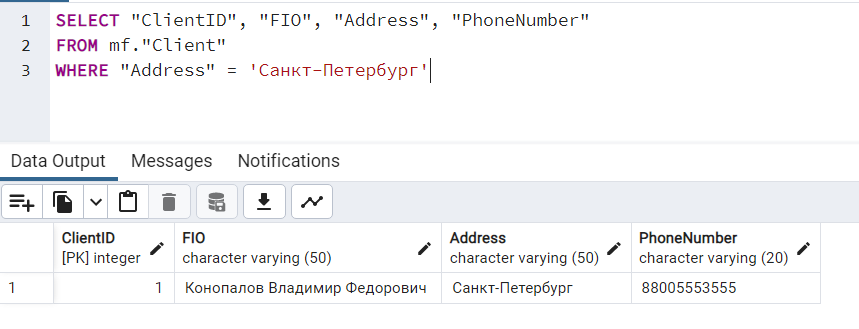 1 SELECT "ClientID", "FIO", "Address", "PhoneNumber"
2 FROM mf."Client"
3 WHERE "Address" = 'Санкт-Петербург'
Data Output Messages Notifications
ClientID FIO Address PhoneNumber
[PK] integer character varying (50) character varying (50) character varying (20)
1 1 Конопалов Владимир Федорович Санкт-Петербург 88005553555